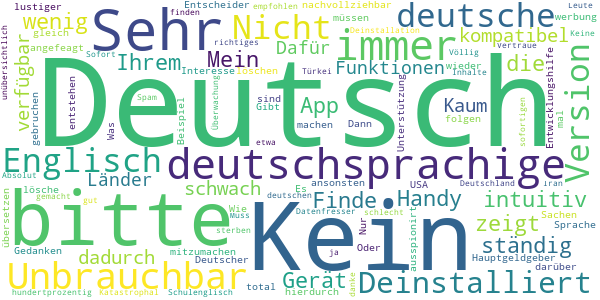 lustiger
wenig
Sehr
Entscheider
empfohlen
nachvollziehbar
Leute
finden
Nicht
immer
deutsche
müssen
werbung
gleich
Deinstallation
kompatibel
Keine
unübersichtlich
verfügbar
angefeagt
Ihrem
Dafür
Sofort
richtiges
Völlig
Vertraue
Mein
Funktionen
die
Version
gebruchen
Interesse
löschen
Türkei
wieder
Inhalte
Deutsch
entstehen
Was
Spam
Beispiel
Überwachung
sind
Gibt
App
Unterstützung
Kaum
folgen
Entwicklungshilfe
mal
sofortigen
machen
Dann
Englisch
deutschsprachige
etwa
Absolut
Länder
sind
schwach
Wie
Es
ansonsten
USA
Deutschland
Iran
übersetzen
lösche
gemacht
gut
deutschen
Finde
Handy
intuitiv
bitte
Muss
Datenfresser
schlecht
ausspioniert
Sachen
Kein
zeigt
Sprache
Gedanken
dadurch
Deutscher
sterben
mitzumachen
Nur
Oder
ja
ständig
Hauptgeldgeber
darüber
Unbrauchbar
Gerät
Deinstalliert
hundertprozentig
Katastrophal
Schulenglisch
total
hierdurch
danke